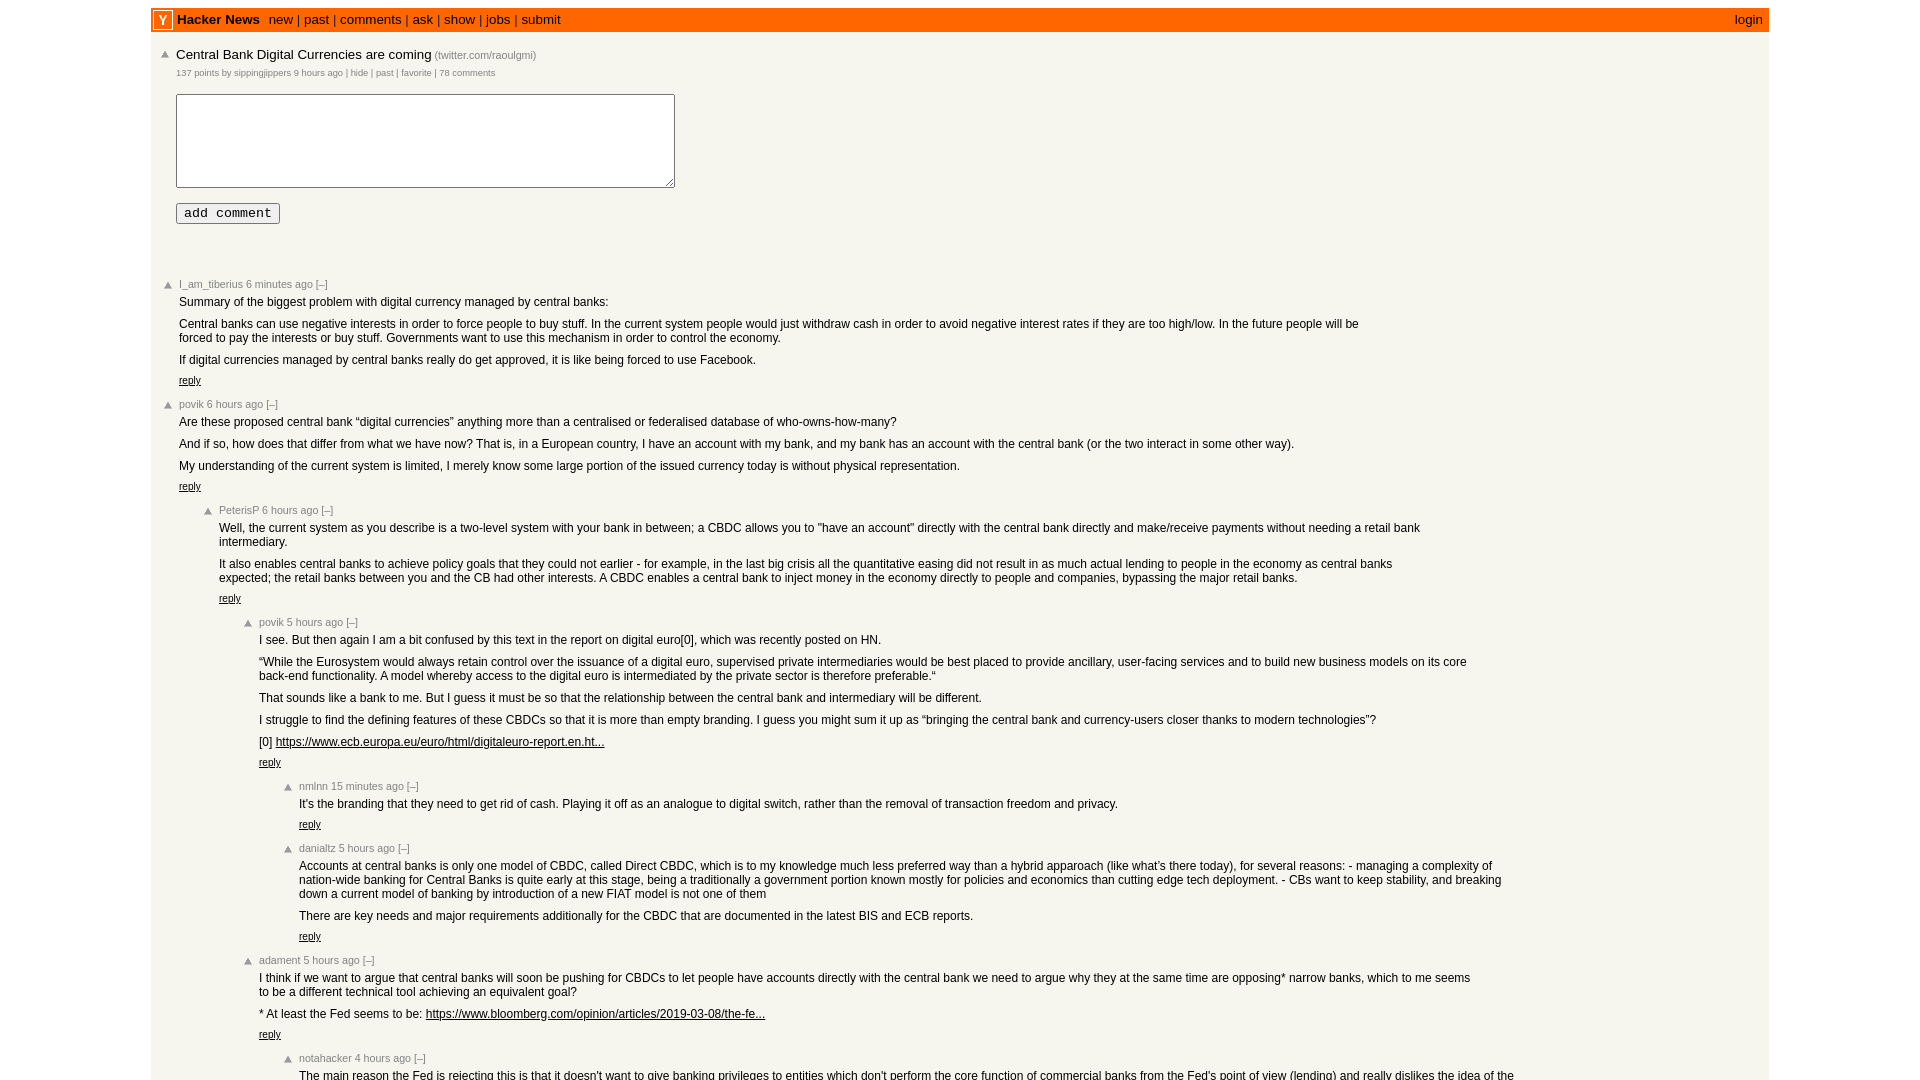 Y Hacker News new | past | comments | ask | show | jobs | submit login
Central Bank Digital Currencies are coming (twitter.com/raoulgmi)
137 points by sippingjippers 9 hours ago | hide | past | favorite | 78 comments
add comment
I_am_tiberius 6 minutes ago [–]
Summary of the biggest problem with digital currency managed by central banks:
Central banks can use negative interests in order to force people to buy stuff. In the current system people would just withdraw cash in order to avoid negative interest rates if they are too high/low. In the future people will be
forced to pay the interests or buy stuff. Governments want to use this mechanism in order to control the economy.
If digital currencies managed by central banks really do get approved, it is like being forced to use Facebook.
reply
povik 6 hours ago [–]
Are these proposed central bank “digital currencies” anything more than a centralised or federalised database of who-owns-how-many?
And if so, how does that differ from what we have now? That is, in a European country, I have an account with my bank, and my bank has an account with the central bank (or the two interact in some other way).
My understanding of the current system is limited, I merely know some large portion of the issued currency today is without physical representation.
reply
PeterisP 6 hours ago [–]
Well, the current system as you describe is a two-level system with your bank in between; a CBDC allows you to "have an account" directly with the central bank directly and make/receive payments without needing a retail bank
intermediary.
It also enables central banks to achieve policy goals that they could not earlier - for example, in the last big crisis all the quantitative easing did not result in as much actual lending to people in the economy as central banks
expected; the retail banks between you and the CB had other interests. A CBDC enables a central bank to inject money in the economy directly to people and companies, bypassing the major retail banks.
reply
povik 5 hours ago [–]
I see. But then again I am a bit confused by this text in the report on digital euro[0], which was recently posted on HN.
“While the Eurosystem would always retain control over the issuance of a digital euro, supervised private intermediaries would be best placed to provide ancillary, user-facing services and to build new business models on its core
back-end functionality. A model whereby access to the digital euro is intermediated by the private sector is therefore preferable.“
That sounds like a bank to me. But I guess it must be so that the relationship between the central bank and intermediary will be different.
I struggle to find the defining features of these CBDCs so that it is more than empty branding. I guess you might sum it up as “bringing the central bank and currency-users closer thanks to modern technologies”?
[0] https://www.ecb.europa.eu/euro/html/digitaleuro-report.en.ht...
reply
nmlnn 15 minutes ago [–]
It's the branding that they need to get rid of cash. Playing it off as an analogue to digital switch, rather than the removal of transaction freedom and privacy.
reply
danialtz 5 hours ago [–]
Accounts at central banks is only one model of CBDC, called Direct CBDC, which is to my knowledge much less preferred way than a hybrid apparoach (like what’s there today), for several reasons: - managing a complexity of
nation-wide banking for Central Banks is quite early at this stage, being a traditionally a government portion known mostly for policies and economics than cutting edge tech deployment. - CBs want to keep stability, and breaking
down a current model of banking by introduction of a new FIAT model is not one of them
There are key needs and major requirements additionally for the CBDC that are documented in the latest BIS and ECB reports.
reply
adament 5 hours ago [–]
I think if we want to argue that central banks will soon be pushing for CBDCs to let people have accounts directly with the central bank we need to argue why they at the same time are opposing* narrow banks, which to me seems
to be a different technical tool achieving an equivalent goal?
* At least the Fed seems to be: https://www.bloomberg.com/opinion/articles/2019-03-08/the-fe...
reply
notahacker 4 hours ago [–]
The main reason the Fed is rejecting this is that it doesn't want to give banking privileges to entities which don't perform the core function of commercial banks from the Fed's point of view (lending) and really dislikes the idea of the